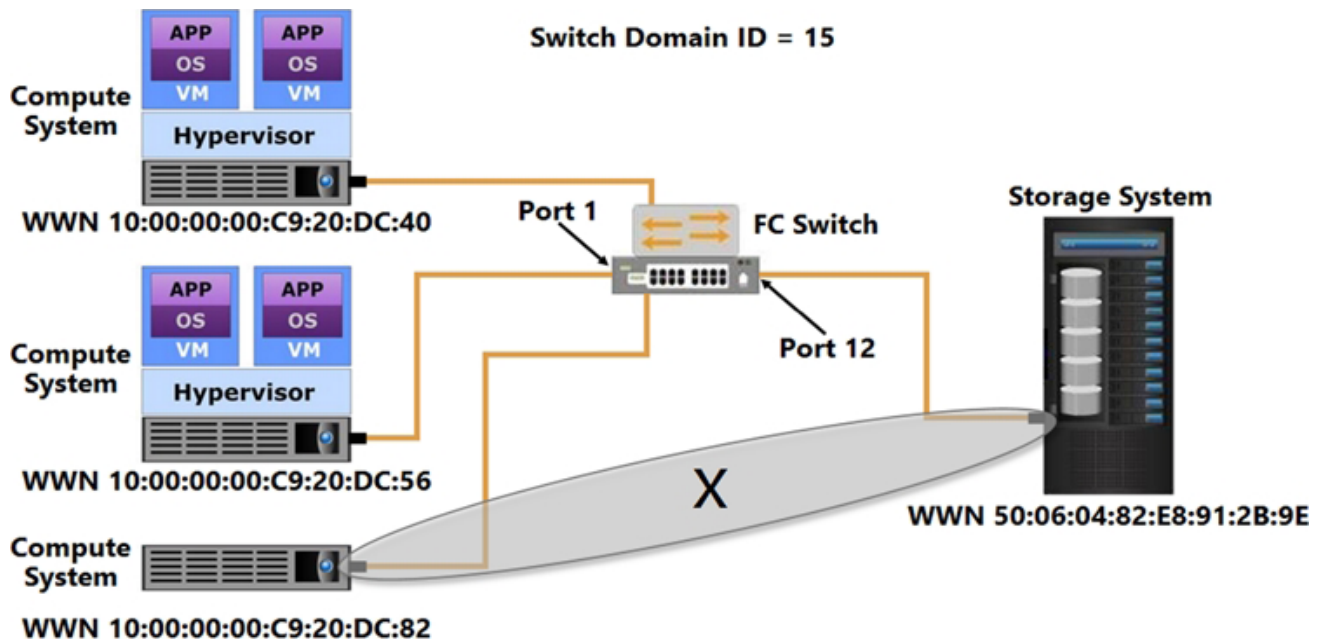 APP
APP
OS
OS
VM
VM
Compute
System
Hypervisor
WWN 10:00:00:00:C9:20:DC:40
Switch Domain ID = 15
Port 1
FC Switch
Port 12
Storage System
APP
APP
OS
OS
VM
VM
Compute
System
Hypervisor
WWN 10:00:00:00:C9:20:DC:56
X
WWN 50:06:04:82:E8:91:2B:9E
Compute
System
WWN 10:00:00:00:C9:20:DC:82